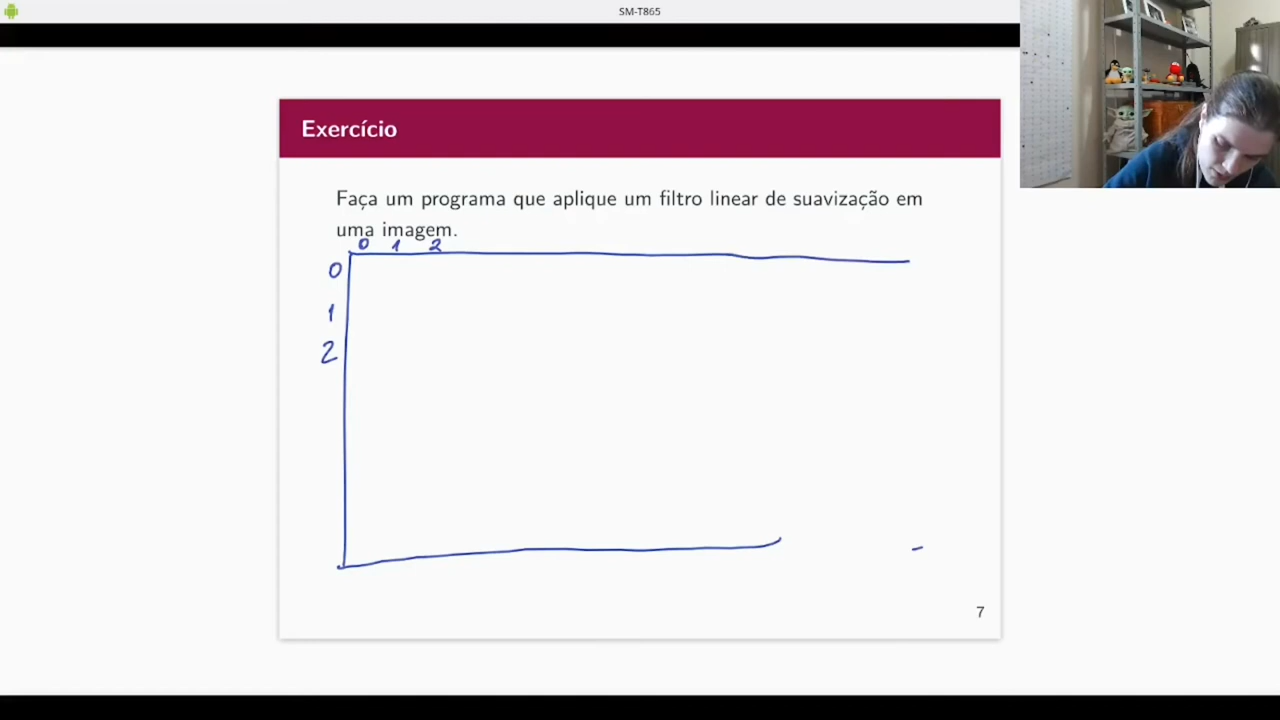 SM-T865
Exercício
Faça um programa que aplique um filtro linear de suavização em
uma imagem.
0 1 2
0
1
2
7